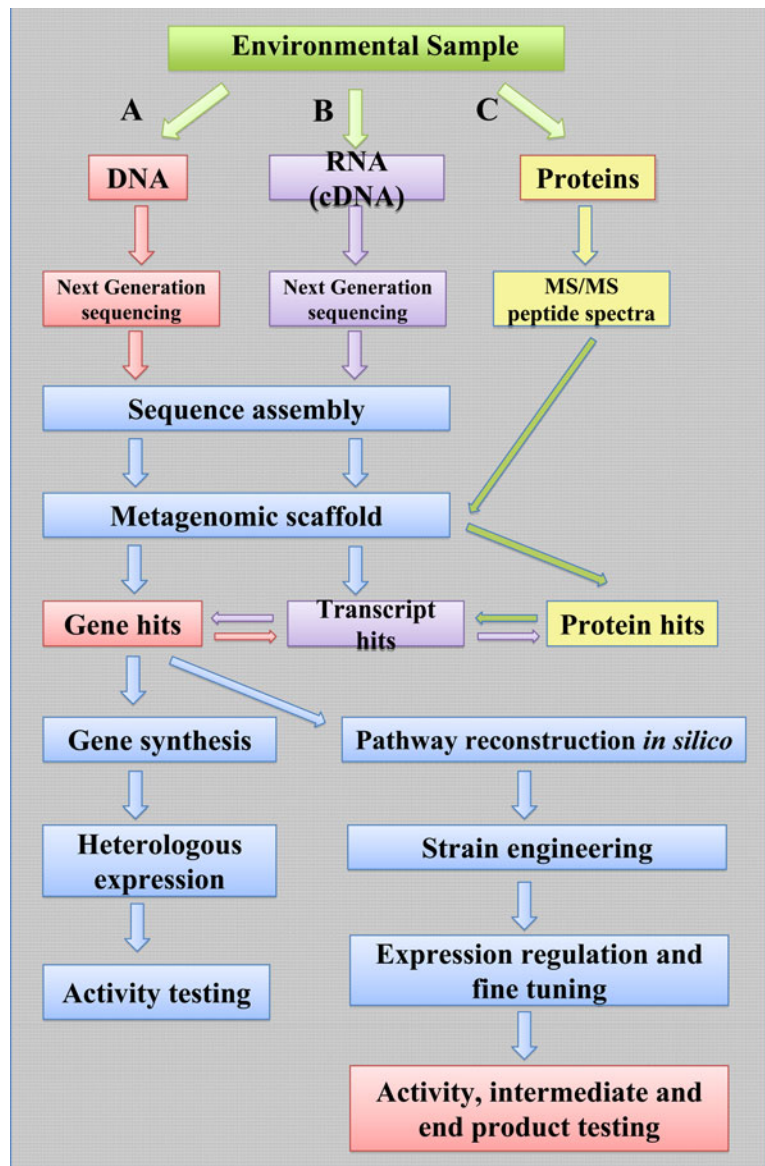 Environmental Sample
A
B
C
DNA
RNA
(cDNA)
Proteins
Next Generation
sequencing
Next Generation
sequencing
MS/MS
peptide spectra
Sequence assembly
Metagenomic scaffold
Gene hits
Transcript
hits
Protein hits
Gene synthesis
Pathway reconstruction in silico
Heterologous
expression
Strain engineering
Activity testing
Expression regulation and
fine tuning
Activity, intermediate and
end product testing